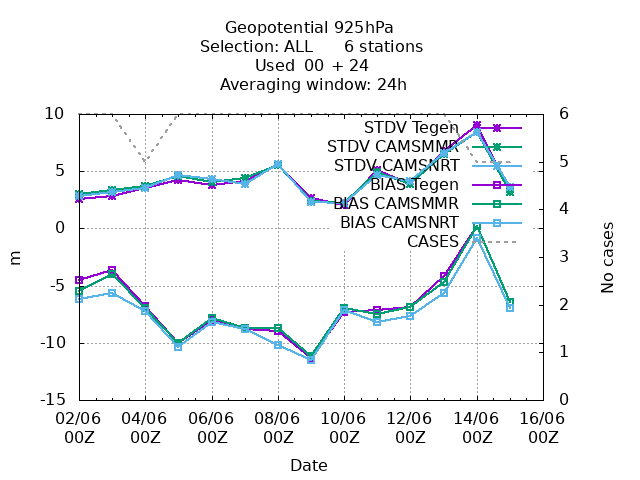 Geopotential 925hPa
Selection: ALL 6 stations
Used 00 + 24
Averaging window: 24h
10
5
0
-5
-10
-15
m
6
5
4
3
2
1
0
No cases
STDV Tegen
STDV CAMSMMR
STDV CAMSNRT
BIAS Tegen
BIAS CAMSMMR
BIAS CAMSNRT
CASES
02/06 04/06 06/06 08/06 10/06 12/06 14/06 16/06
00Z 00Z 00Z 00Z 00Z 00Z 00Z 00Z
Date